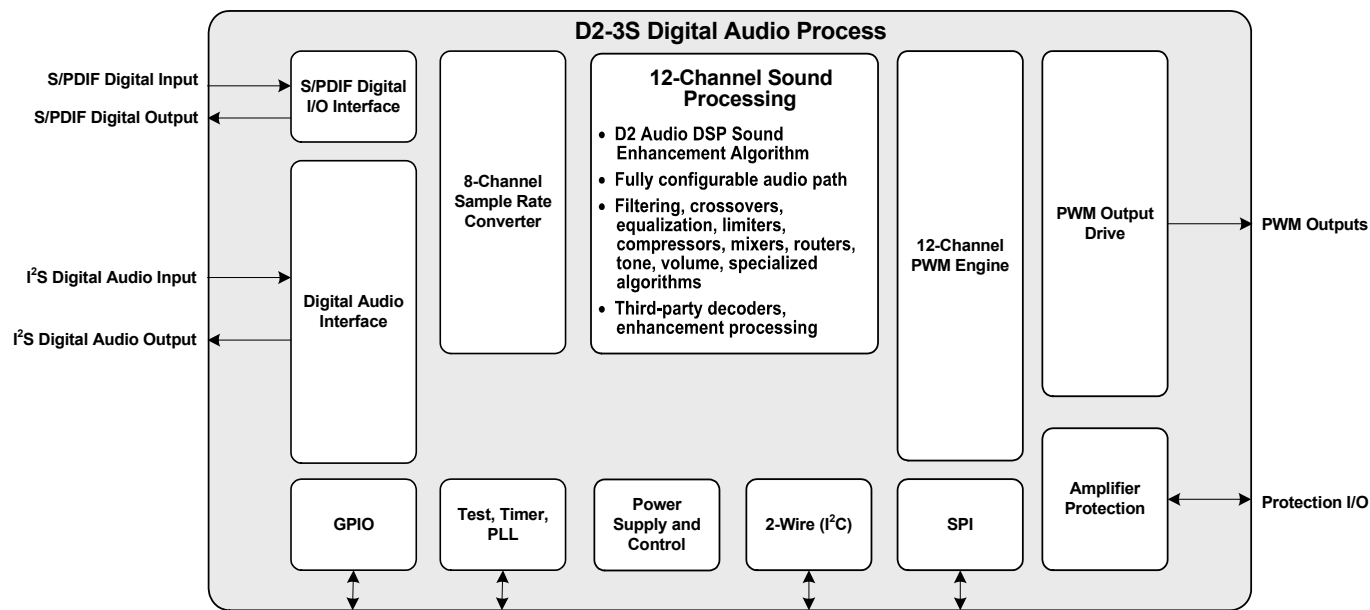 D2-3S Digital Audio Process
S/PDIF Digital Input
S/PDIF Digital Output
I²S Digital Audio Input
I²S Digital Audio Output
S/PDIF Digital
I/O Interface
Digital Audio
Interface
8-Channel
Sample Rate
Converter
12-Channel Sound
Processing
• D2 Audio DSP Sound
Enhancement Algorithm
• Fully configurable audio path
• Filtering, crossovers,
equalization, limiters,
compressors, mixers, routers,
tone, volume, specialized
algorithms
• Third-party decoders,
enhancement processing
12-Channel
PWM Engine
PWM Output
Drive
PWM Outputs
GPIO
Test, Timer,
PLL
Power
Supply and
Control
2-Wire (I²C)
SPI
Amplifier
Protection
Protection I/O